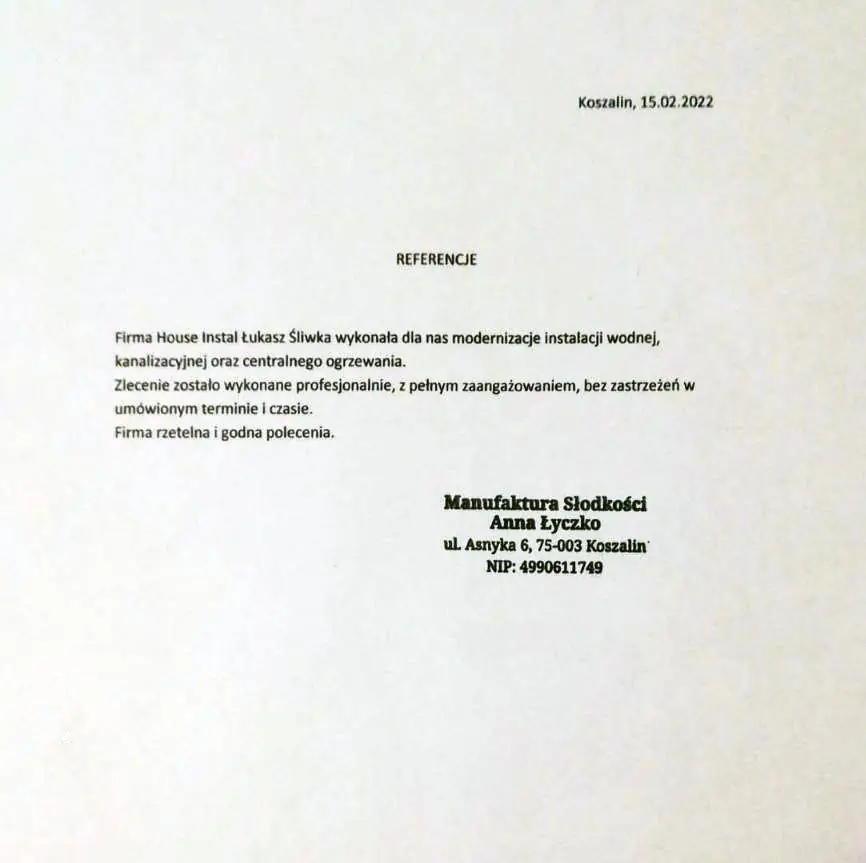 Koszalin, 15.02.2022
REFERENCJE
Firma House Instal Łukasz Śliwka wykonała dla nas modernizacje instalacji wodnej,
kanalizacyjnej oraz centralnego ogrzewania.
Zlecenie zostało wykonane profesjonalnie, z pełnym zaangażowaniem, bez zastrzeżeń w
umówionym terminie i czasie.
Firma rzetelna i godna polecenia.
Manufaktura Słodkości
Anna Łyczko
ul. Asnyka 6, 75-003 Koszalin
NIP: 4990611749